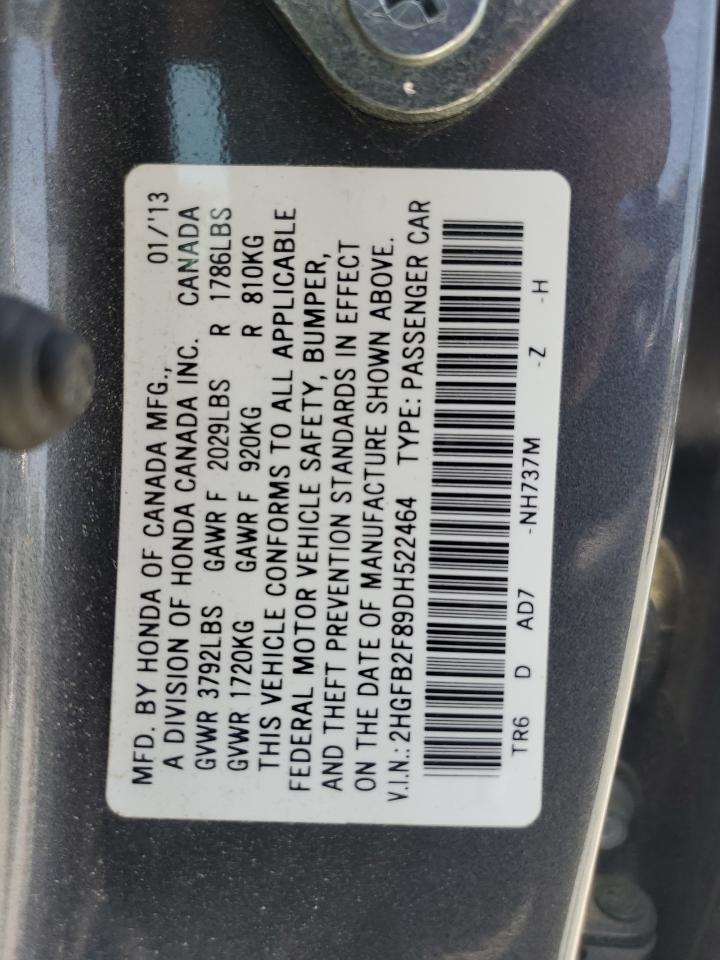 MFD. BY HONDA OF CANADA MFG., 01/'13
A DIVISION OF HONDA CANADA INC. CANADA
GVWR 3792LBS GAWR F 2029LBS R 1786LBS
GVWR 1720KG GAWR F 920KG R 810KG
THIS VEHICLE CONFORMS TO ALL APPLICABLE
FEDERAL MOTOR VEHICLE SAFETY, BUMPER,
AND THEFT PREVENTION STANDARDS IN EFFECT
ON THE DATE OF MANUFACTURE SHOWN ABOVE.
V.I.N.: 2HGFB2F89DH522464 TYPE: PASSENGER CAR
TR6 D AD7 -NH737M -Z -H